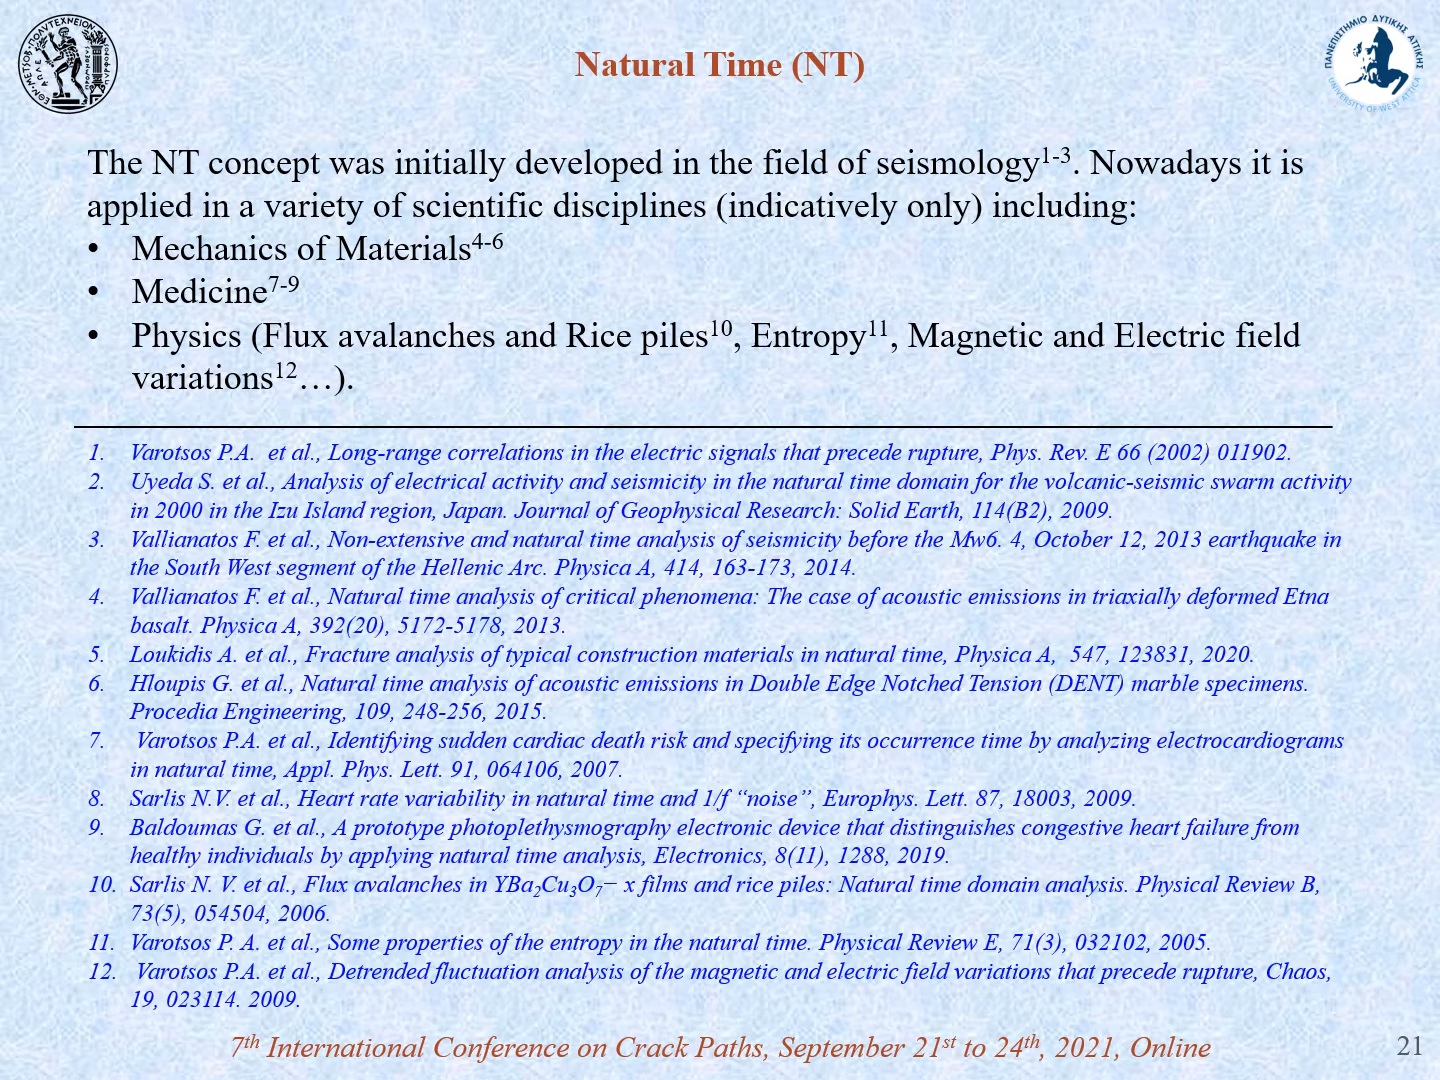 Natural Time (NT)
The NT concept was initially developed in the field of seismology1-3. Nowadays it is
applied in a variety of scientific disciplines (indicatively only) including:
• Mechanics of Materials4-6
• Medicine7-9
• Physics (Flux avalanches and Rice piles10, Entropy11, Magnetic and Electric field
variations12…).
1. Varotsos P.A. et al., Long-range correlations in the electric signals that precede rupture, Phys. Rev. E 66 (2002) 011902.
2. Uyeda S. et al., Analysis of electrical activity and seismicity in the natural time domain for the volcanic-seismic swarm activity
in 2000 in the Izu Island region, Japan. Journal of Geophysical Research: Solid Earth, 114(B2), 2009.
3. Vallianatos F. et al., Non-extensive and natural time analysis of seismicity before the Mw6. 4, October 12, 2013 earthquake in
the South West segment of the Hellenic Arc. Physica A, 414, 163-173, 2014.
4. Vallianatos F. et al., Natural time analysis of critical phenomena: The case of acoustic emissions in triaxially deformed Etna
basalt. Physica A, 392(20), 5172-5178, 2013.
5. Loukidis A. et al., Fracture analysis of typical construction materials in natural time, Physica A, 547, 123831, 2020.
6. Hloupis G. et al., Natural time analysis of acoustic emissions in Double Edge Notched Tension (DENT) marble specimens.
Procedia Engineering, 109, 248-256, 2015.
7. Varotsos P.A. et al., Identifying sudden cardiac death risk and specifying its occurrence time by analyzing electrocardiograms
in natural time, Appl. Phys. Lett. 91, 064106, 2007.
8. Sarlis N.V. et al., Heart rate variability in natural time and 1/f “noise”, Europhys. Lett. 87, 18003, 2009.
9. Baldoumas G. et al., A prototype photoplethysmography electronic device that distinguishes congestive heart failure from
healthy individuals by applying natural time analysis, Electronics, 8(11), 1288, 2019.
10. Sarlis N. V. et al., Flux avalanches in YBa2Cu3O7− x films and rice piles: Natural time domain analysis. Physical Review B,
73(5), 054504, 2006.
11. Varotsos P. A. et al., Some properties of the entropy in the natural time. Physical Review E, 71(3), 032102, 2005.
12. Varotsos P.A. et al., Detrended fluctuation analysis of the magnetic and electric field variations that precede rupture, Chaos,
19, 023114. 2009.
7th International Conference on Crack Paths, September 21st to 24th, 2021, Online
21
ΠΑΝΕΠΙΣΤΗΜΙΟ ΔΥΤΙΚΗΣ ΑΤΤΙΚΗΣ
UNIVERSITY OF WEST ATTICA